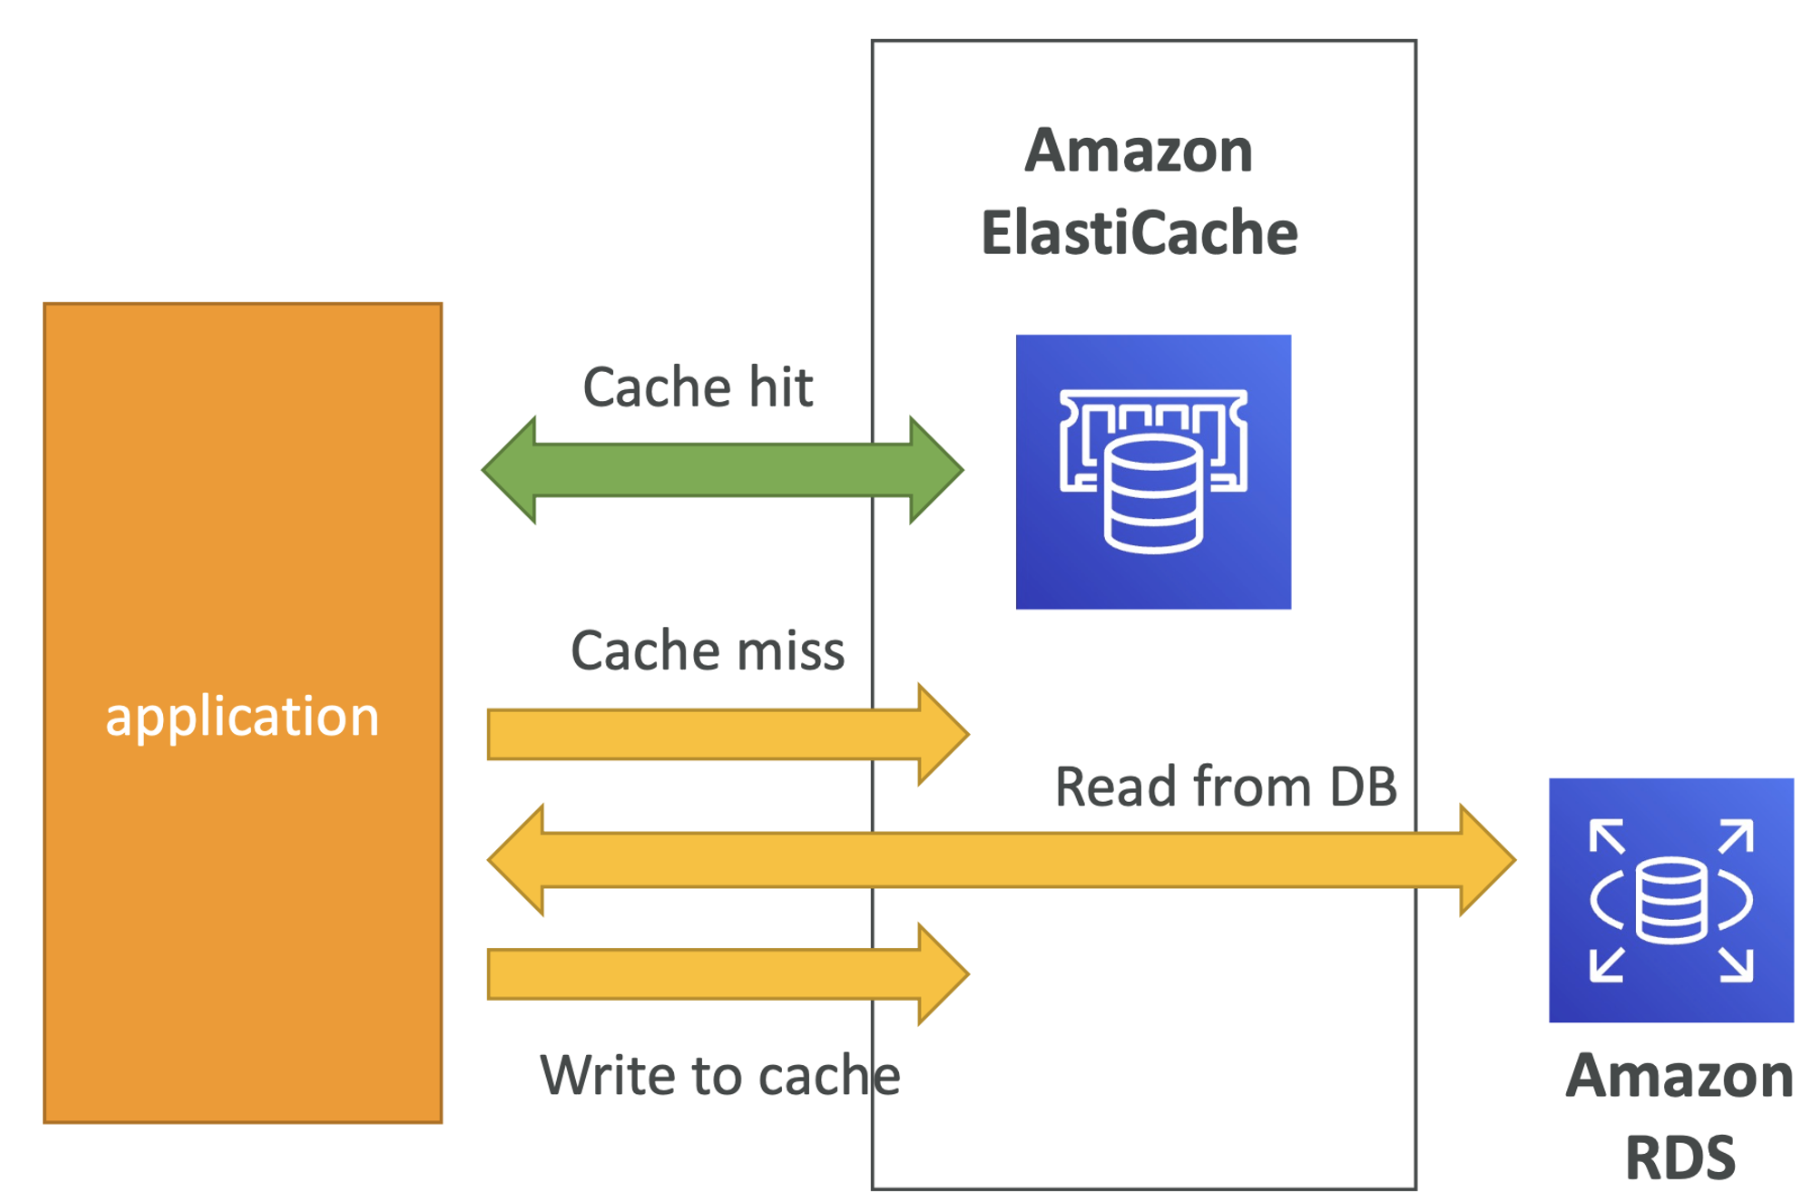 Amazon
ElastiCache
Cache hit
Cache miss
application
Read from DB
Write to cache
Amazon
RDS